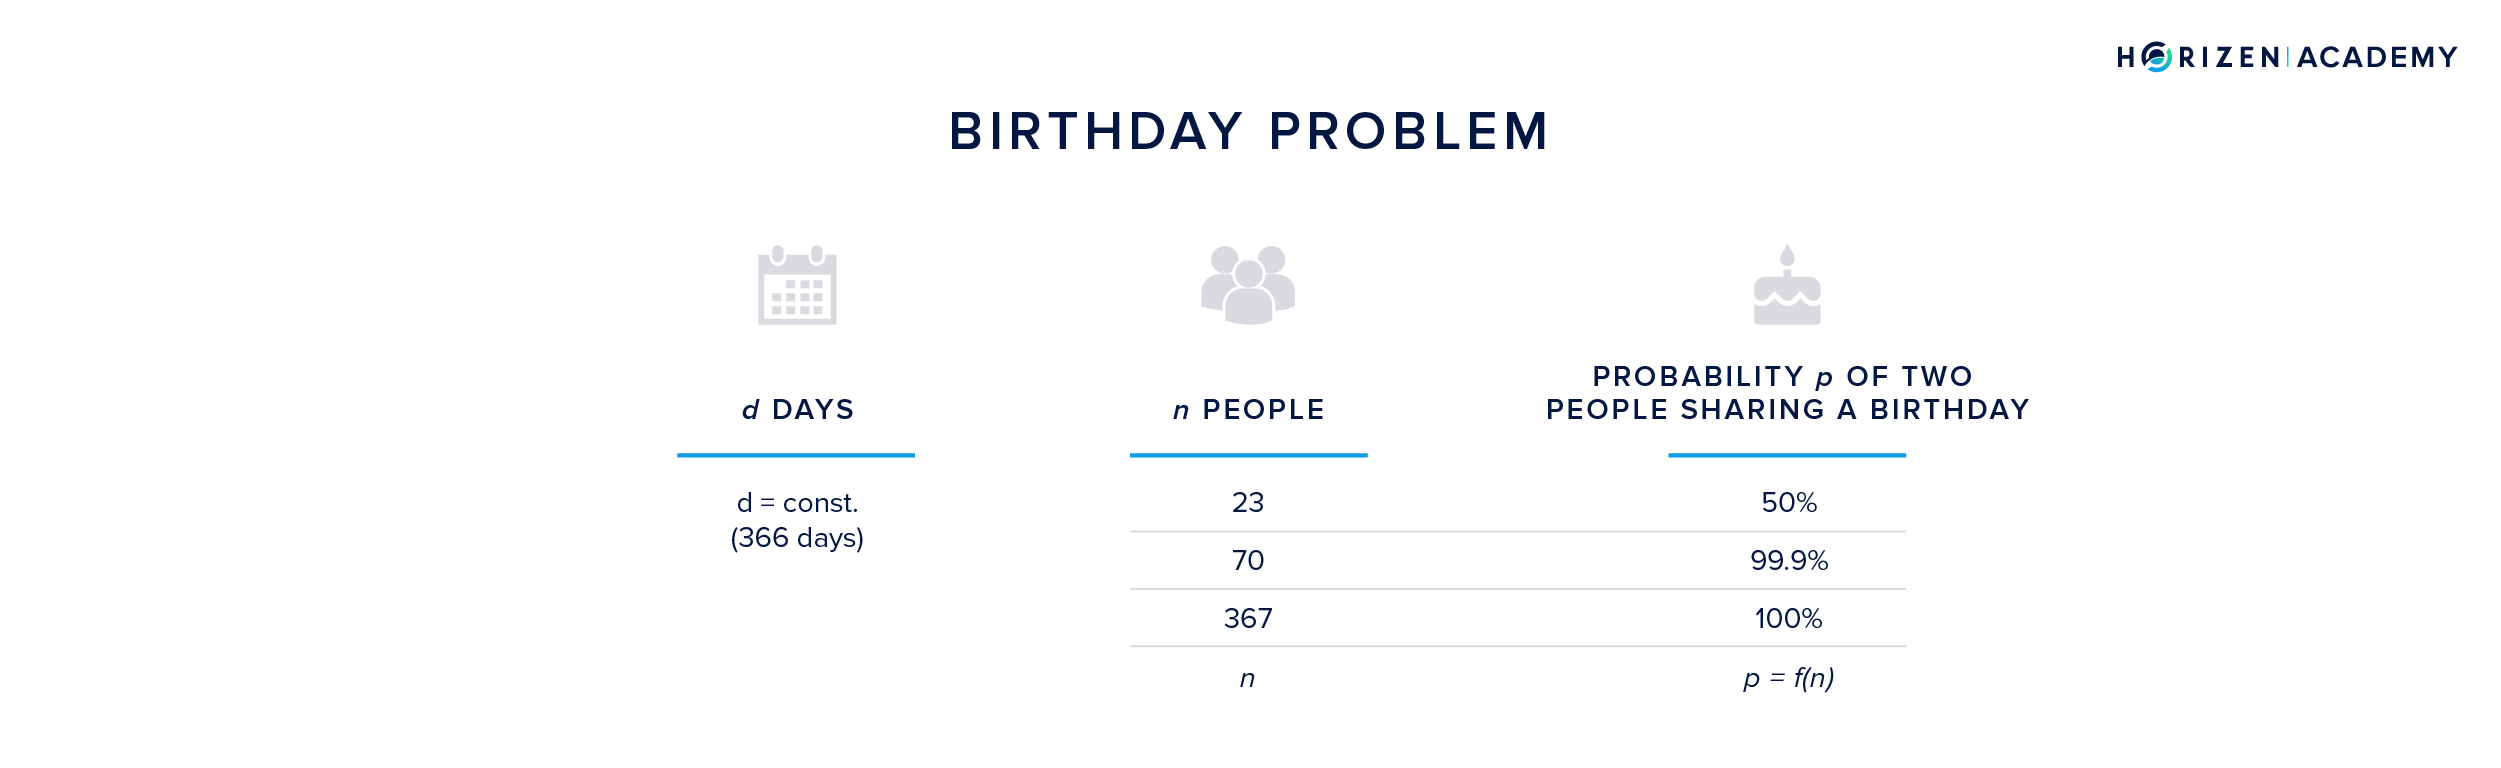 HORIZEN | ACADEMY
BIRTHDAY PROBLEM
d DAYS
n PEOPLE
PROBABILITY p OF TWO
PEOPLE SHARING A BIRTHDAY
d = const.
(366 days)
23
50%
70
99.9%
367
100%
n
p = f(n)